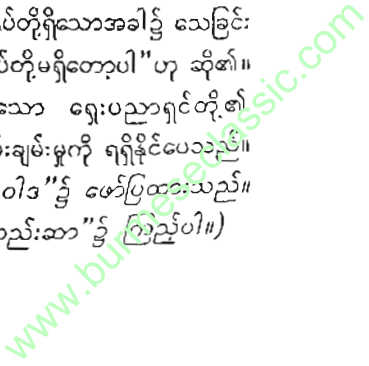 ပ်တို့ရှိသောအခါ၌ သေခြင်း
ပ်တို့မရှိတော့ပါ”ဟု ဆို၏။
သော ရှေးပညာရှင်တို့၏
းချမ်းမှုကို ရရှိနိုင်ပေသည်။
ဝါဒ”၌ ဖော်ပြထားသည်။
ည်းဆာ”၌ ကြည့်ပါ။)
www.burmeseclassic.com